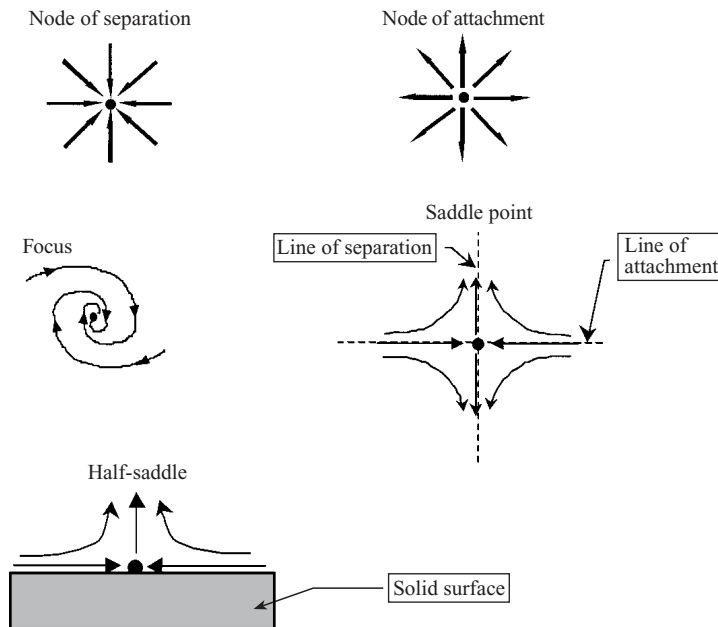 Node of separation
Node of attachment
Saddle point
Focus
Line of separation
Line of
attachment
Half-saddle
Solid surface